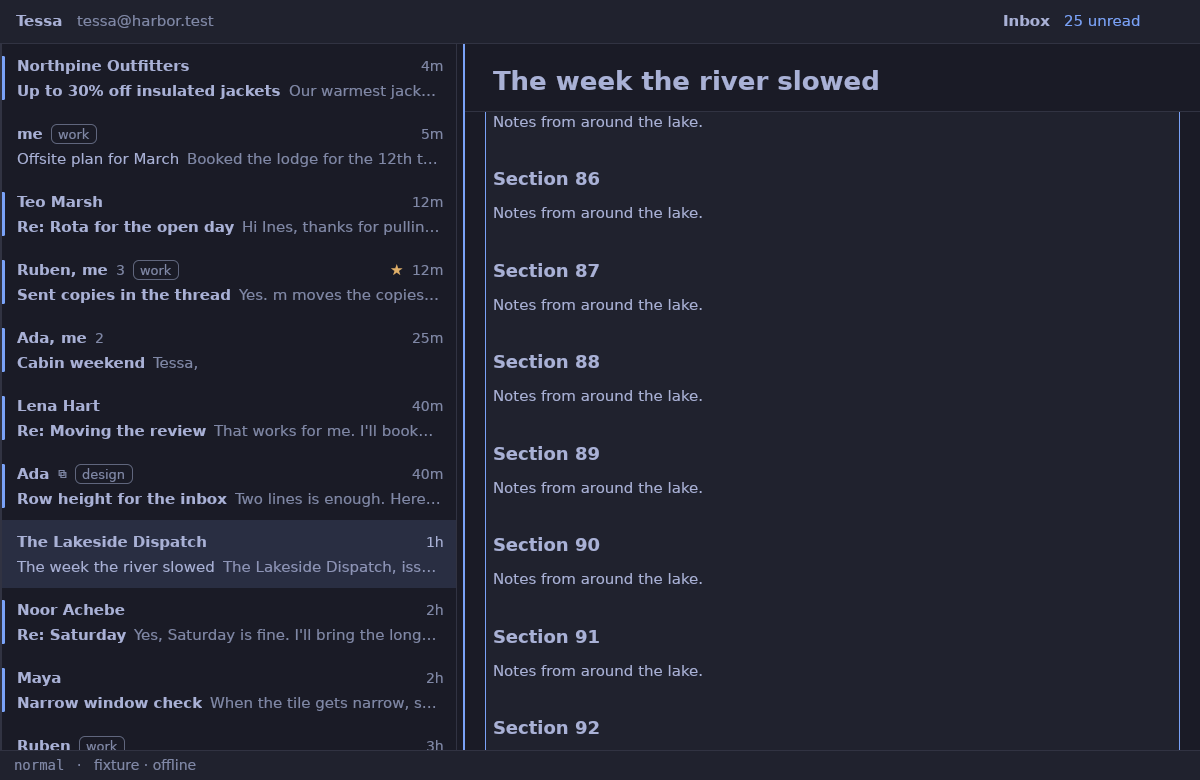 Tessa tessa@harbor.test
Inbox 25 unread
Northpine Outfitters 4m
Up to 30% off insulated jackets Our warmest jack…
me work 5m
Offsite plan for March Booked the lodge for the 12th t…
Teo Marsh 12m
Re: Rota for the open day Hi Ines, thanks for pullin…
Ruben, me 3 work ★ 12m
Sent copies in the thread Yes. m moves the copies…
Ada, me 2 25m
Cabin weekend Tessa,
Lena Hart 40m
Re: Moving the review That works for me. I'll book…
Ada design 40m
Row height for the inbox Two lines is enough. Here…
The Lakeside Dispatch 1h
The week the river slowed The Lakeside Dispatch, iss…
Noor Achebe 2h
Re: Saturday Yes, Saturday is fine. I'll bring the long…
Maya 2h
Narrow window check When the tile gets narrow, s…
Ruben work 3h
The week the river slowed
Notes from around the lake.
Section 86
Notes from around the lake.
Section 87
Notes from around the lake.
Section 88
Notes from around the lake.
Section 89
Notes from around the lake.
Section 90
Notes from around the lake.
Section 91
Notes from around the lake.
Section 92
normal · fixture · offline